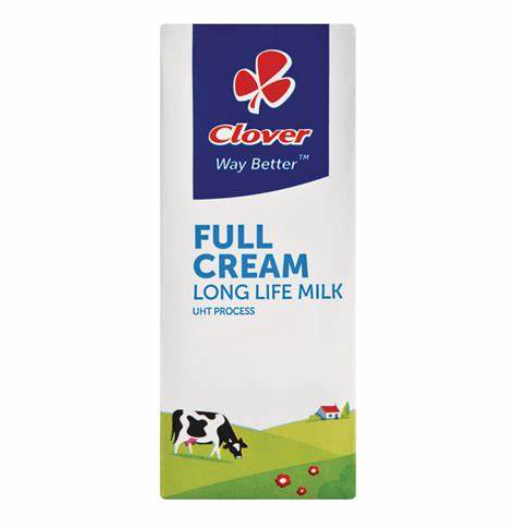 Clover
Way Better™
FULL
CREAM
LONG LIFE MILK
UHT PROCESS